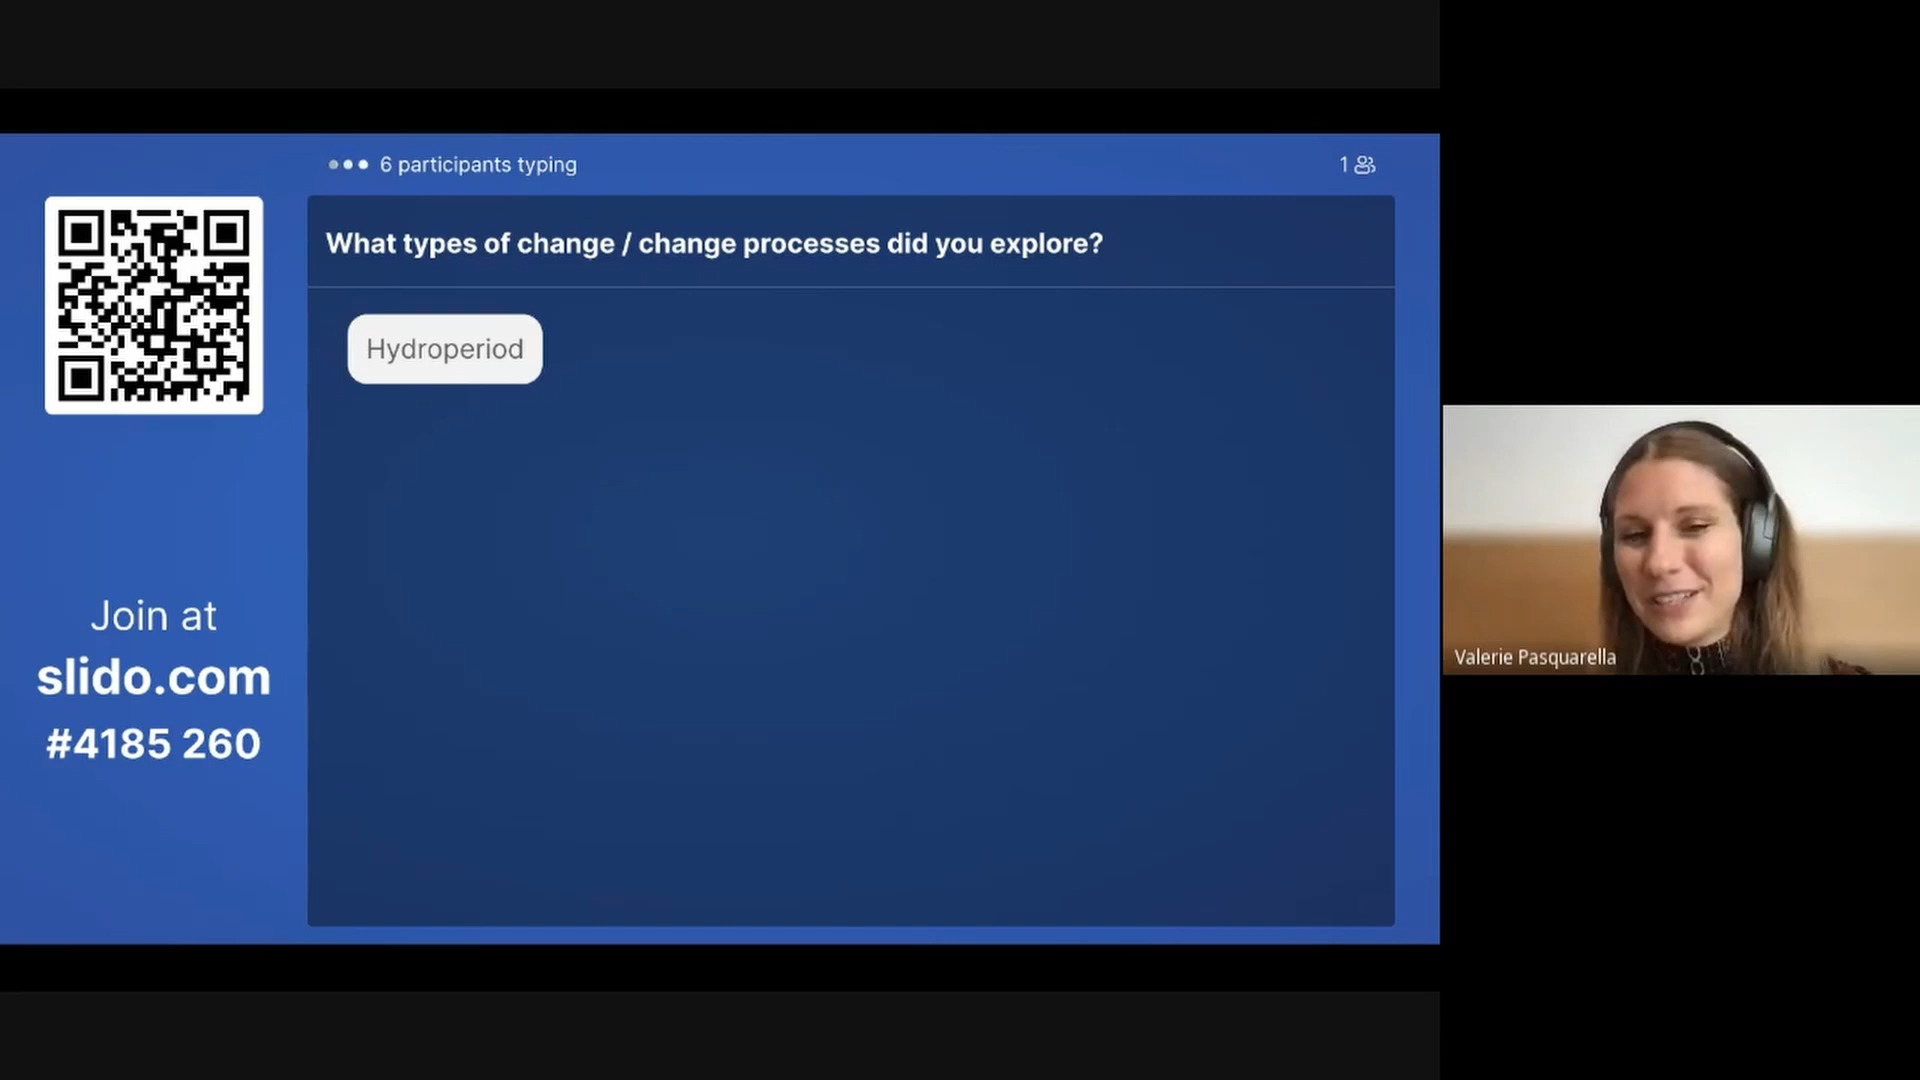 6 participants typing
1
What types of change / change processes did you explore?
Hydroperiod
Join at
slido.com
#4185 260
Valerie Pasquarella